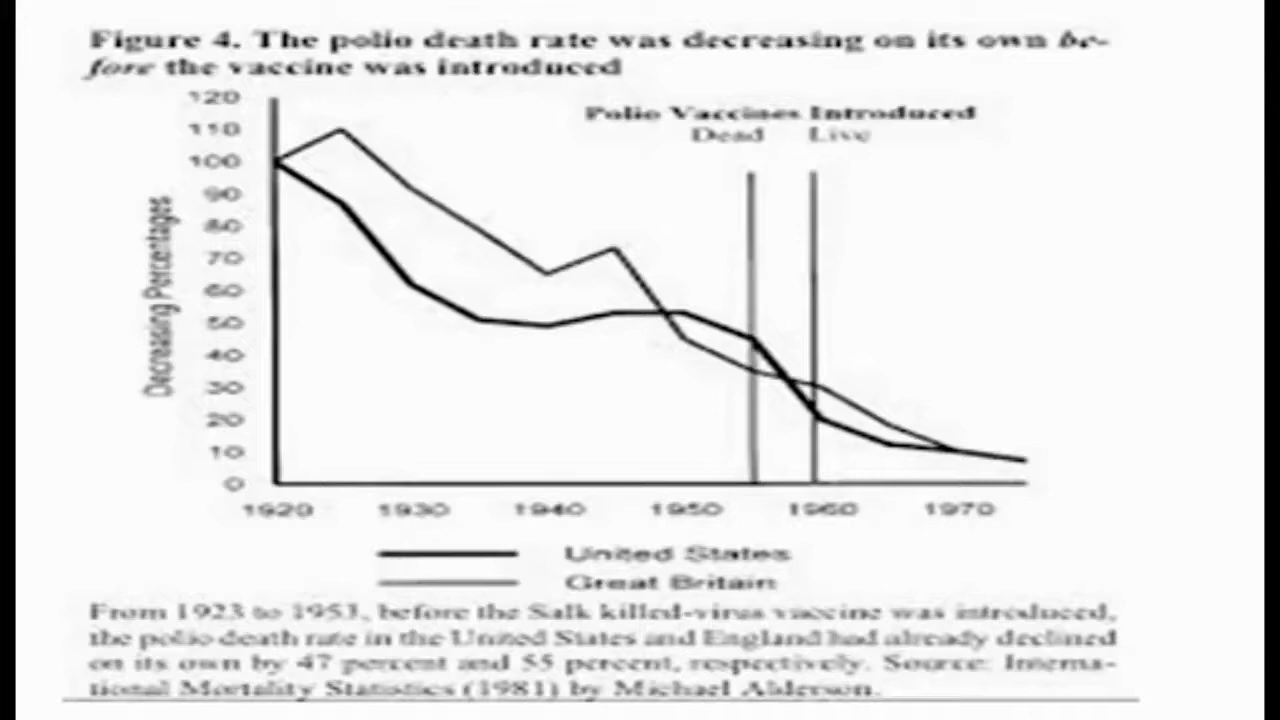 Figure 4. The polio death rate was decreasing on its own be-
fore the vaccine was introduced
120
Polio Vaccines Introduced
110
Dead Live
100
90
80
70
60
50
40
30
20
10
0
Decreasing Percentages
1920 1930 1940 1950 1960 1970
United States
Great Britain
From 1923 to 1953, before the Salk killed-virus vaccine was introduced,
the polio death rate in the United States and England had already declined
on its own by 47 percent and 55 percent, respectively. Source: Interna-
tional Mortality Statistics (1981) by Michael Alderson.